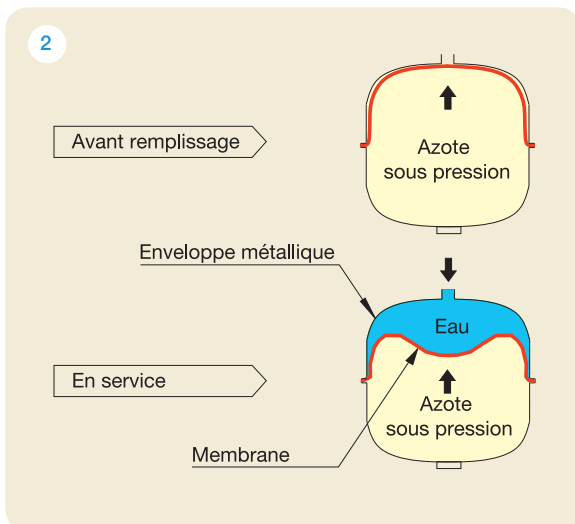 2
Avant remplissage
Azote
sous pression
Enveloppe métallique
Eau
En service
Azote
sous pression
Membrane